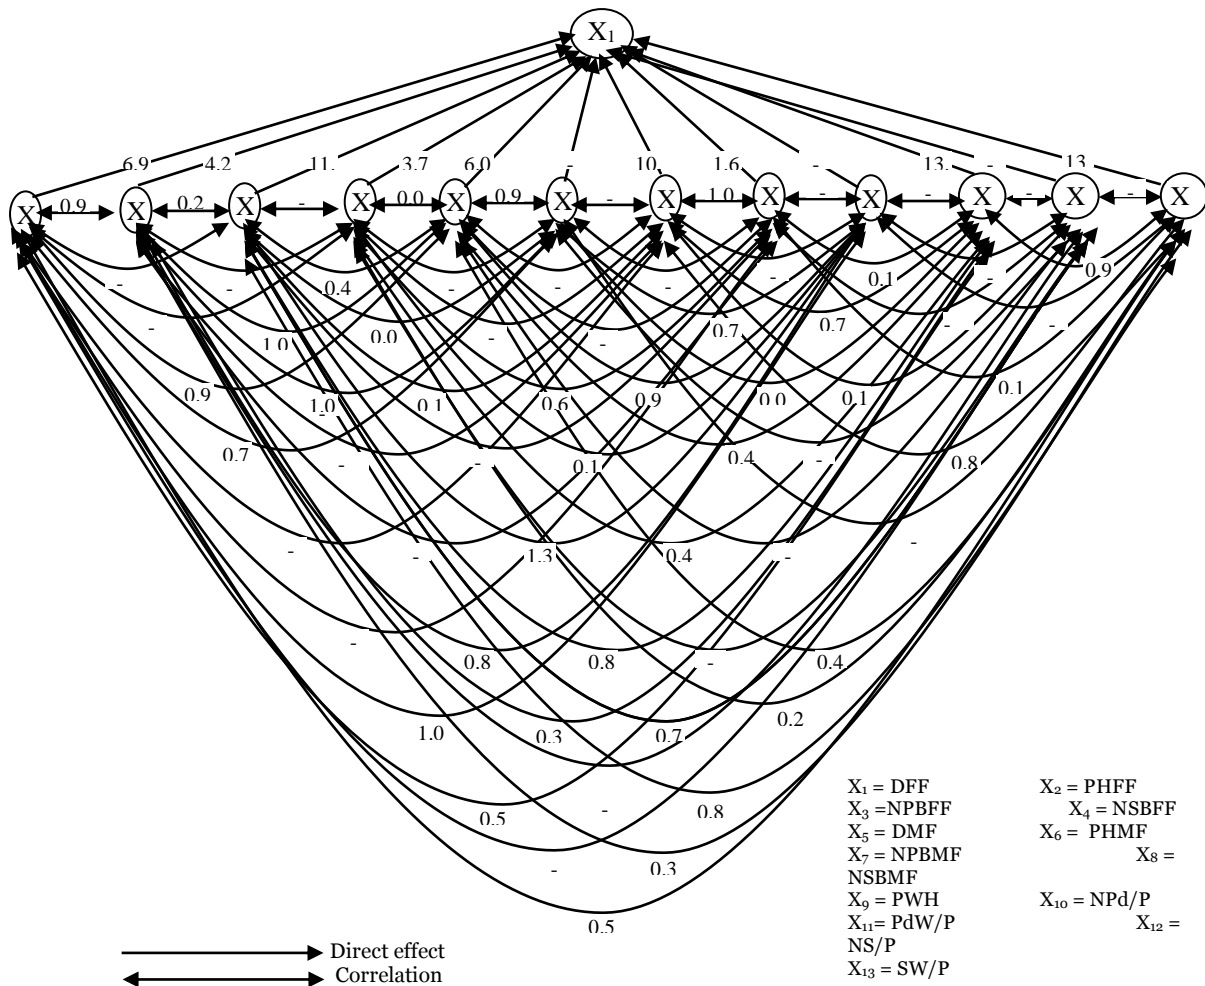 X₁
6.9 4.2 11. 3.7 6.0 - 10. 1.6 - 13. - 13.
X X X X X X X X X X X X
0.9 0.2 - 0.0 0.9 - 1.0 - - - -
- - 0.4 - - - - - 0.1 - 0.9
- 1.0 0.0 - - 0.7 0.7 - -
0.9 1.0 0.1 0.6 0.9 0.0 0.1 0.1
0.7 - - 0.1 0.4 - 0.8
- - 1.3 0.4 - -
- 0.8 0.8 - 0.4
1.0 0.3 0.7 0.2
0.5 - 0.8
- 0.3
0.5
X₁ = DFF X₂ = PHFF
X₃ =NPBFF X₄ = NSBFF
X₅ = DMF X₆ = PHMF
X₇ = NPBMF X₈ =
NSBMF
X₉ = PWH X₁₀ = NPd/P
X₁₁= PdW/P X₁₂ =
NS/P
X₁₃ = SW/P
Direct effect
Correlation